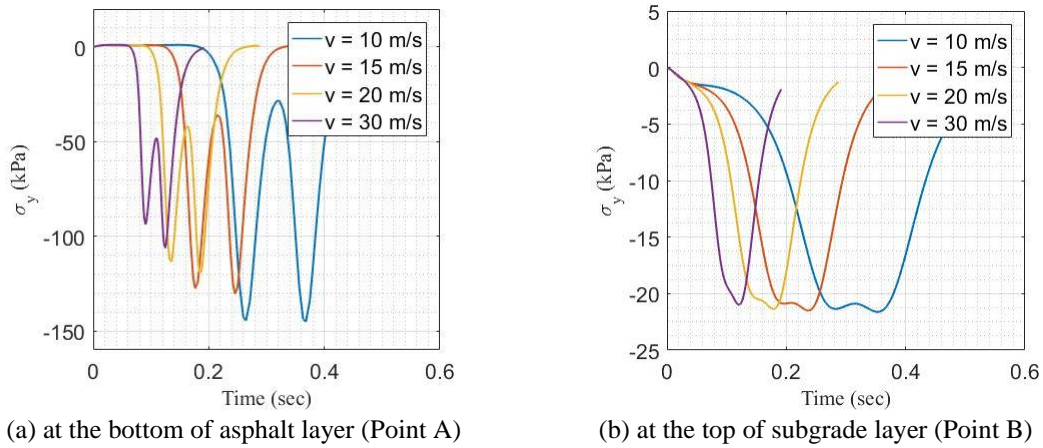 0
-50
-100
-150
σy (kPa)
0
0.2
0.4
0.6
Time (sec)
v = 10 m/s
v = 15 m/s
v = 20 m/s
v = 30 m/s
(a) at the bottom of asphalt layer (Point A)
5
0
-5
-10
-15
-20
-25
σy (kPa)
0
0.2
0.4
0.6
Time (sec)
v = 10 m/s
v = 15 m/s
v = 20 m/s
v = 30 m/s
(b) at the top of subgrade layer (Point B)